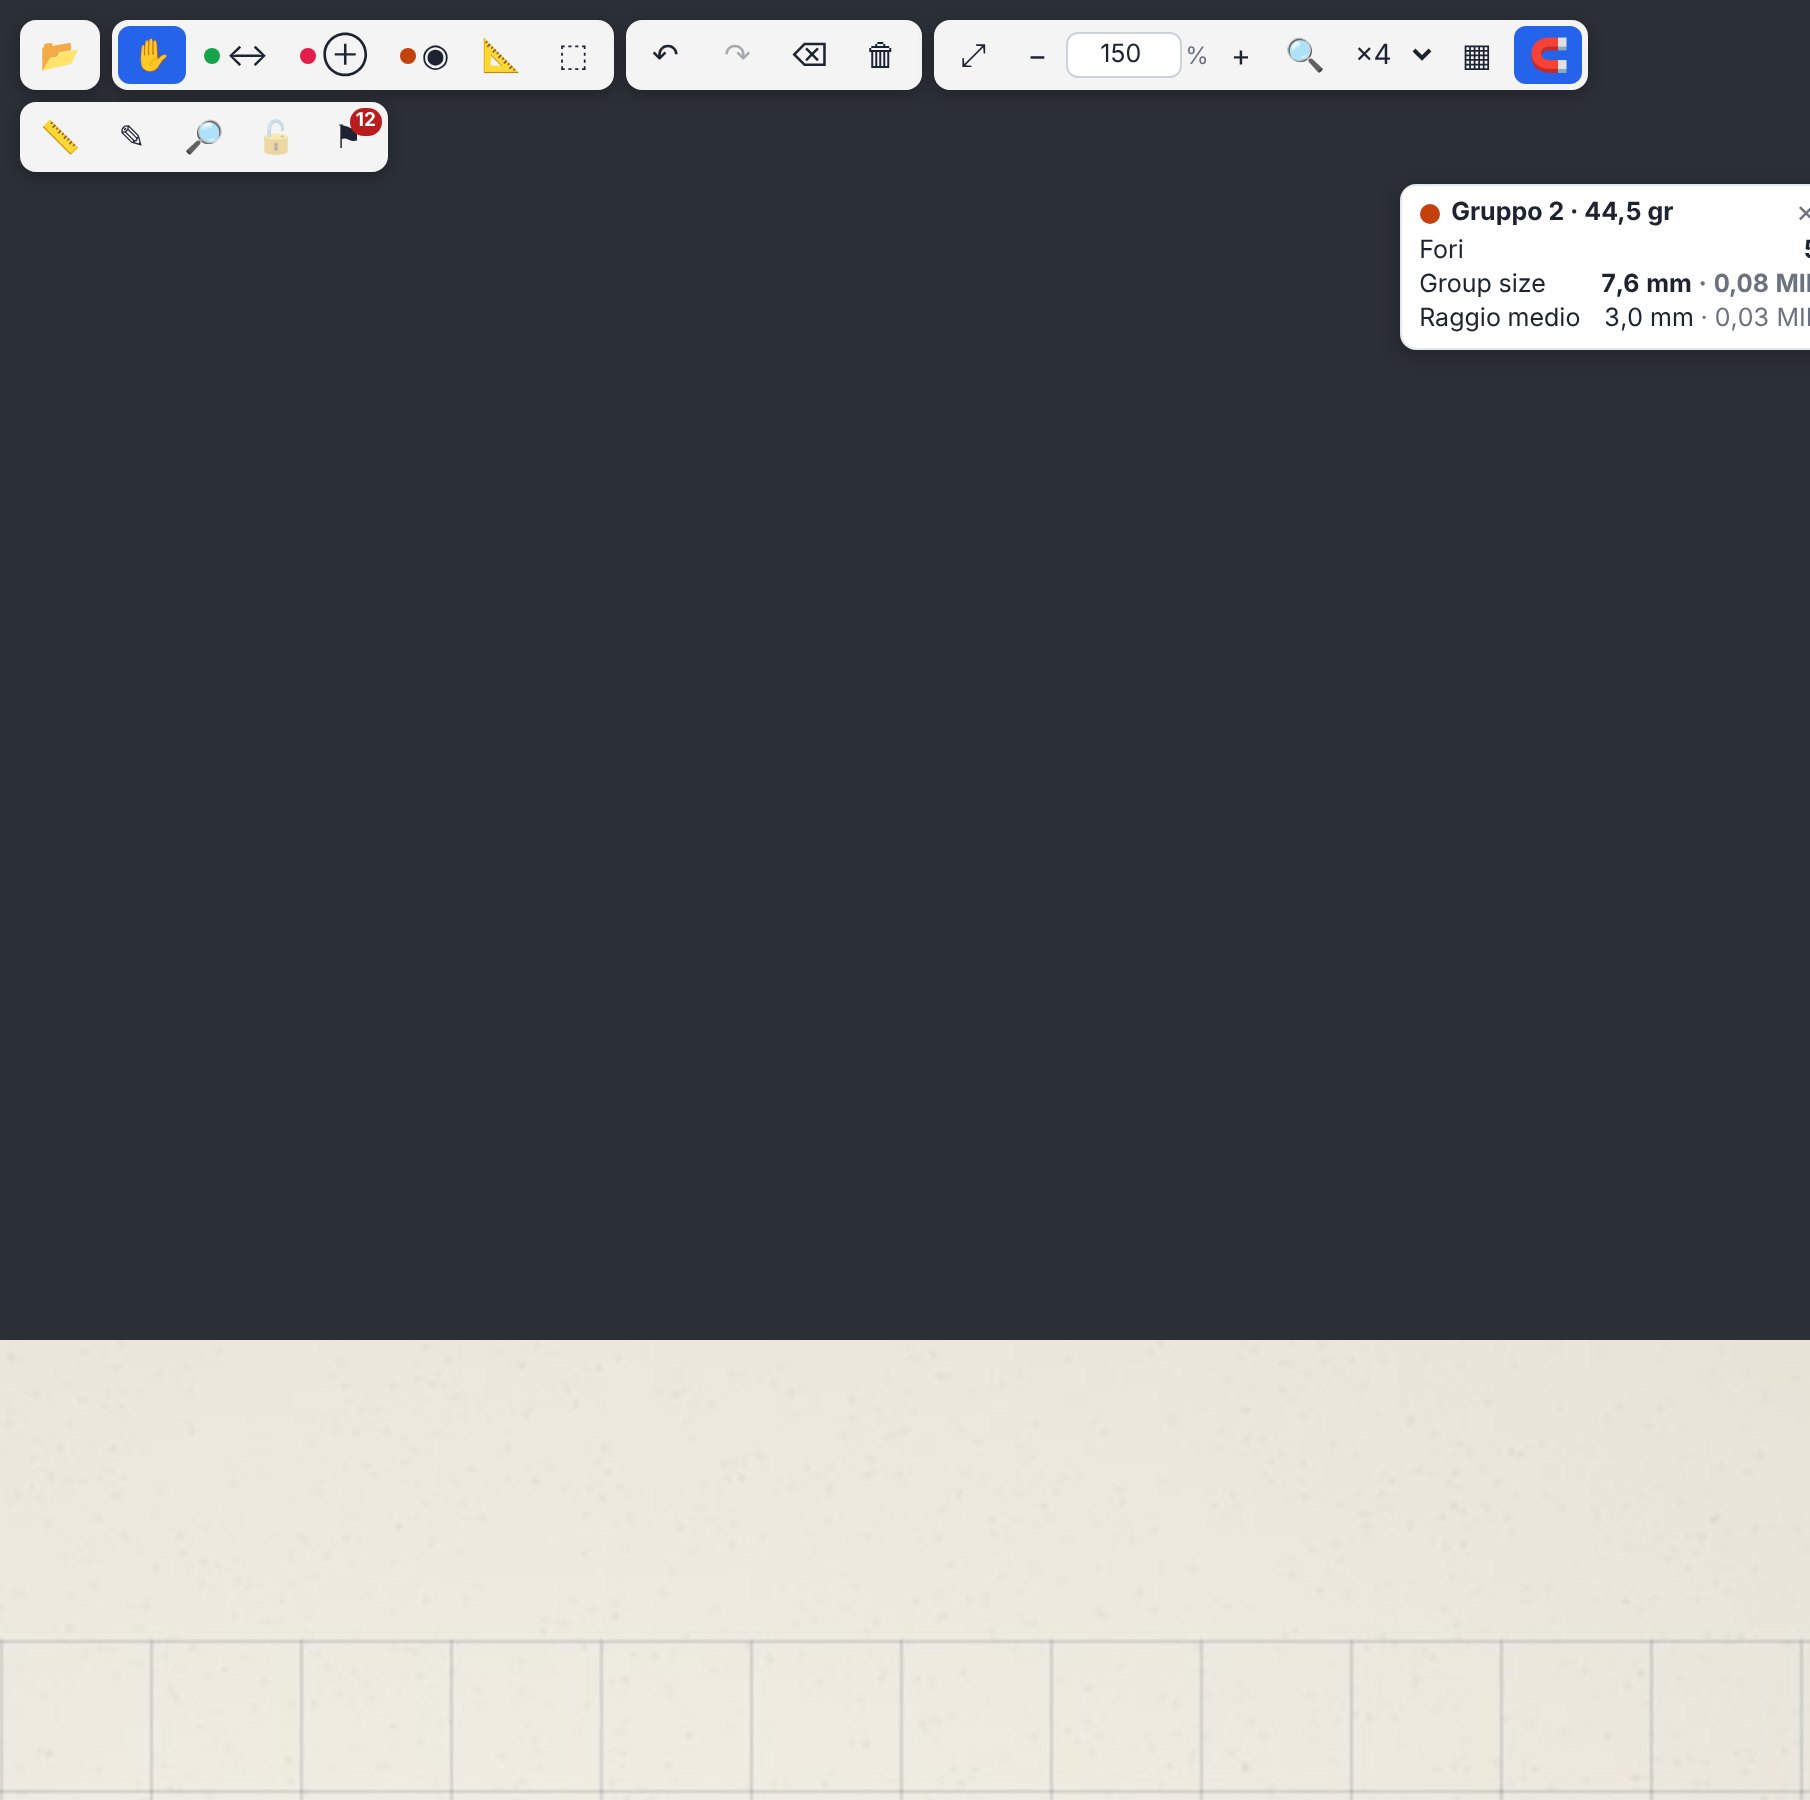 150 % ×4
12
Gruppo 2 · 44,5 gr ×
Fori
Group size 7,6 mm · 0,08
Raggio medio 3,0 mm · 0,03